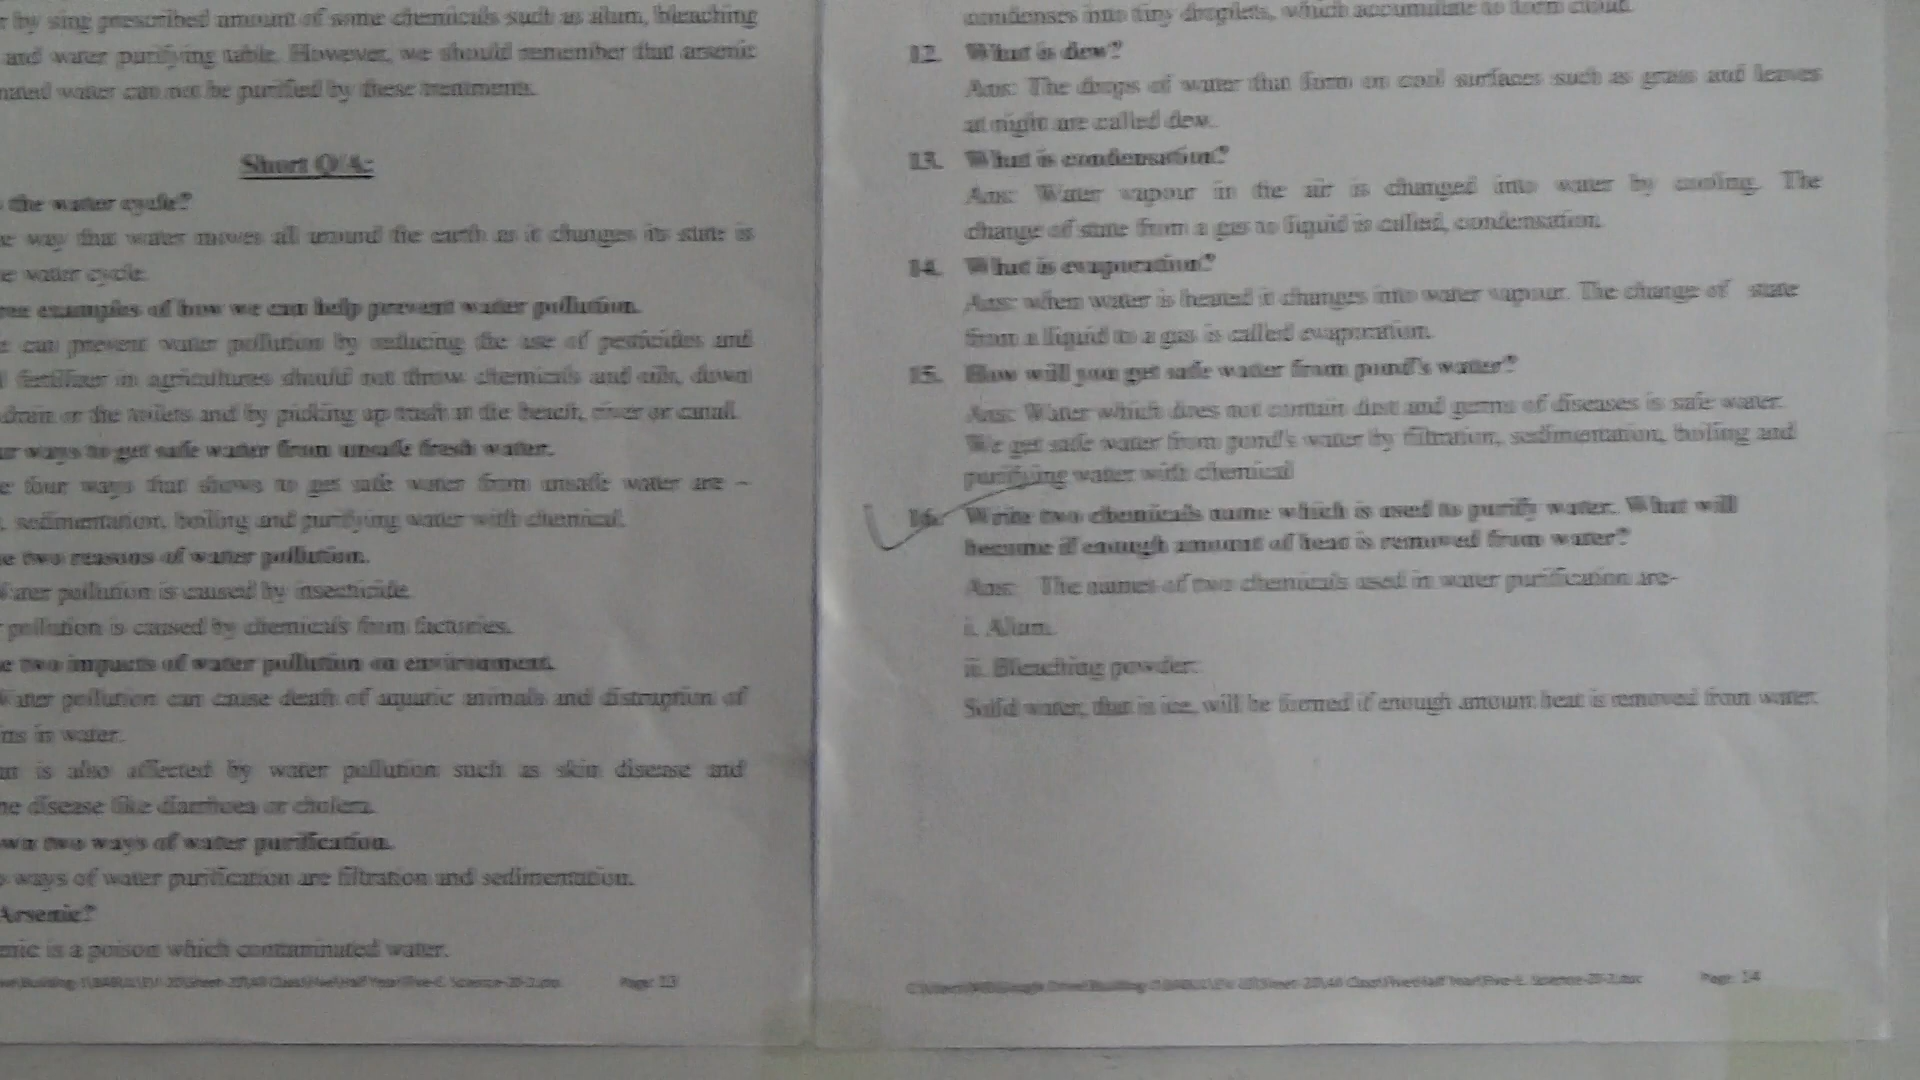 by sing prescribed amount of some chemicals such as alum, bleaching
and water purifying table. However, we should remember that arsenic
nated water can not be purified by these treatments.
Short Q/A:
the water cycle?
e way that water moves all around the earth as it changes its state is
e water cycle.
ree examples of how we can help prevent water pollution.
e can prevent water pollution by reducing the use of pesticides and
l fertilizer in agricultures should not throw chemicals and oils, down
drain or the toilets and by picking up trash at the beach, river or canal.
ur ways to get safe water from unsafe fresh water.
e four ways that shows to get safe water from unsafe water are –
, sedimentation, boiling and purifying water with chemical.
e two reasons of water pollution.
Water pollution is caused by insecticide
pollution is caused by chemicals from factories.
e two impacts of water pollution on environment.
Water pollution can cause death of aquatic animals and distruption of
ns in water.
an is also affected by water pollution such as skin disease and
ne disease like diarrhoea or cholera.
wn two ways of water purification.
o ways of water purification are filtration and sedimentation.
Arsenic?
enic is a poison which contaminated water.
Page: 13
condenses into tiny droplets, which accumulate to form cloud.
12. What is dew?
Ans: The drops of water that form on cool surfaces such as grass and leaves
at night are called dew.
13. What is condensation?
Ans: Water vapour in the air is changed into water by cooling. The
change of state from a gas to liquid is called, condensation.
14. What is evaporation?
Ans: when water is heated it changes into water vapour. The change of state
from a liquid to a gas is called evaporation.
15. How will you get safe water from pond's water?
Ans: Water which does not contain dust and germs of diseases is safe water.
We get safe water from pond's water by filtration, sedimentation, boiling and
purifying water with chemical
16. Write two chemicals name which is used to purify water. What will
become if enough amount of heat is removed from water?
Ans: The names of two chemicals used in water purification are-
i. Alum.
ii. Bleaching powder.
Solid water, that is ice, will be formed if enough amount heat is removed from water.
Page: 14